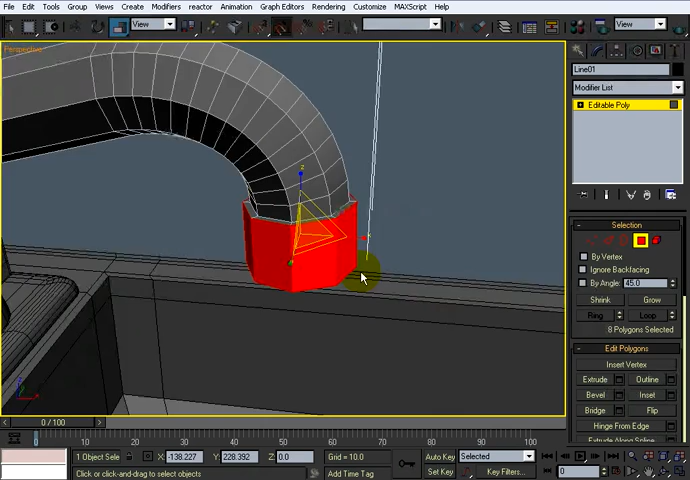 File Edit Tools Group Views Create Modifiers reactor Animation Graph Editors Rendering Customize MAXScript Help
View View
Perspective
Line01
Modifier List
Editable Poly
z
x
Selection
By Vertex
Ignore Backfacing
By Angle: 45.0
Shrink Grow
Ring Loop
8 Polygons Selected
Edit Polygons
Insert Vertex
Extrude Outline
Bevel Inset
Bridge Flip
Hinge From Edge
Extrude Along Spline
0 / 100
0 10 20 30 40 50 60 70 80 90 100
1 Object Sele X: -138.227 Y: 228.392 Z: 0.0 Grid = 10.0 Auto Key Selected
Click or click-and-drag to select objects Add Time Tag Set Key Key Filters... 0